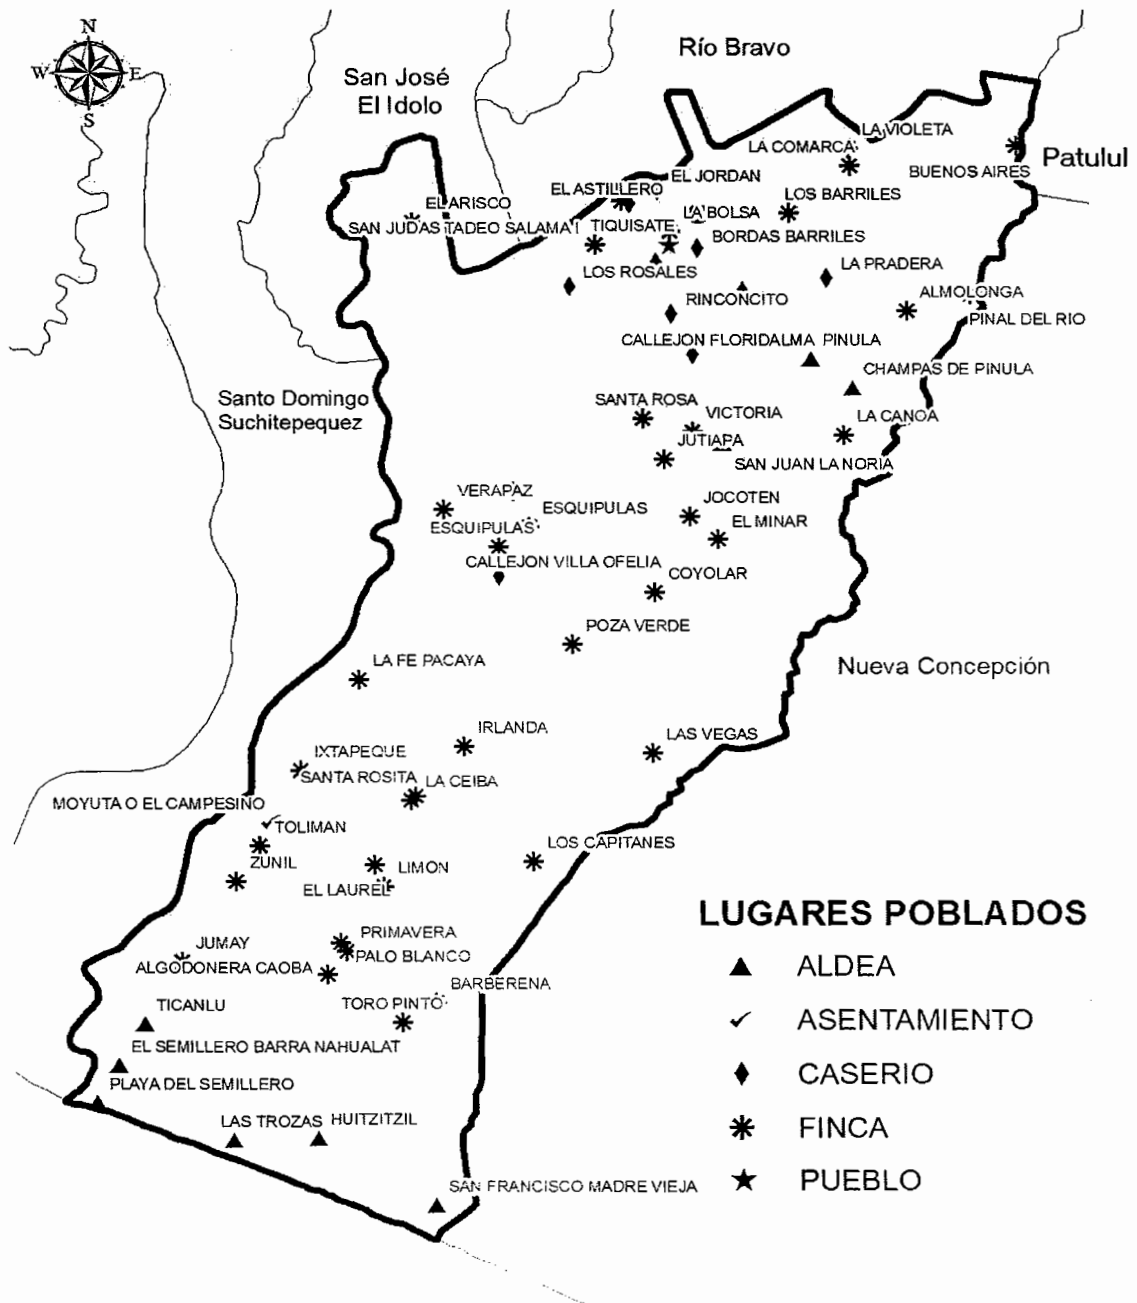 N
Río Bravo
W
E
San José
El Idolo
S
LA VIOLETA
LA COMARCA
Patulul
BUENOS AIRES
EL JORDAN
EL ASTILLERO
LOS BARRILES
EL ARISCO
LA BOLSA
SAN JUDAS TADEO SALAMA I
TIQUISATE
BORDAS BARRILES
LA PRADERA
LOS ROSALES
ALMOLONGA
RINCONCITO
PINAL DEL RIO
CALLEJON FLORIDALMA
PINULA
CHAMPAS DE PINULA
Santo Domingo
Suchitepequez
SANTA ROSA
VICTORIA
LA CANOA
JUTIAPA
SAN JUAN LA NORIA
VERAPAZ
JOCOTEN
ESQUIPULAS
EL MINAR
ESQUIPULAS
CALLEJON VILLA OFELIA
COYOLAR
POZA VERDE
LA FE PACAYA
Nueva Concepción
IRLANDA
LAS VEGAS
IXTAPEQUE
SANTA ROSITA
LA CEIBA
MOYUTA O EL CAMPESINO
TOLIMAN
LOS CAPITANES
ZUNIL
LIMON
EL LAUREL
LUGARES POBLADOS
PRIMAVERA
JUMAY
PALO BLANCO
ALGODONERA CAOBA
ALDEA
BARBERENA
TORO PINTO
TICANLU
ASENTAMIENTO
EL SEMILLERO BARRA NAHUALAT
CASERIO
PLAYA DEL SEMILLERO
LAS TROZAS
HUITZITZIL
FINCA
SAN FRANCISCO MADRE VIEJA
PUEBLO